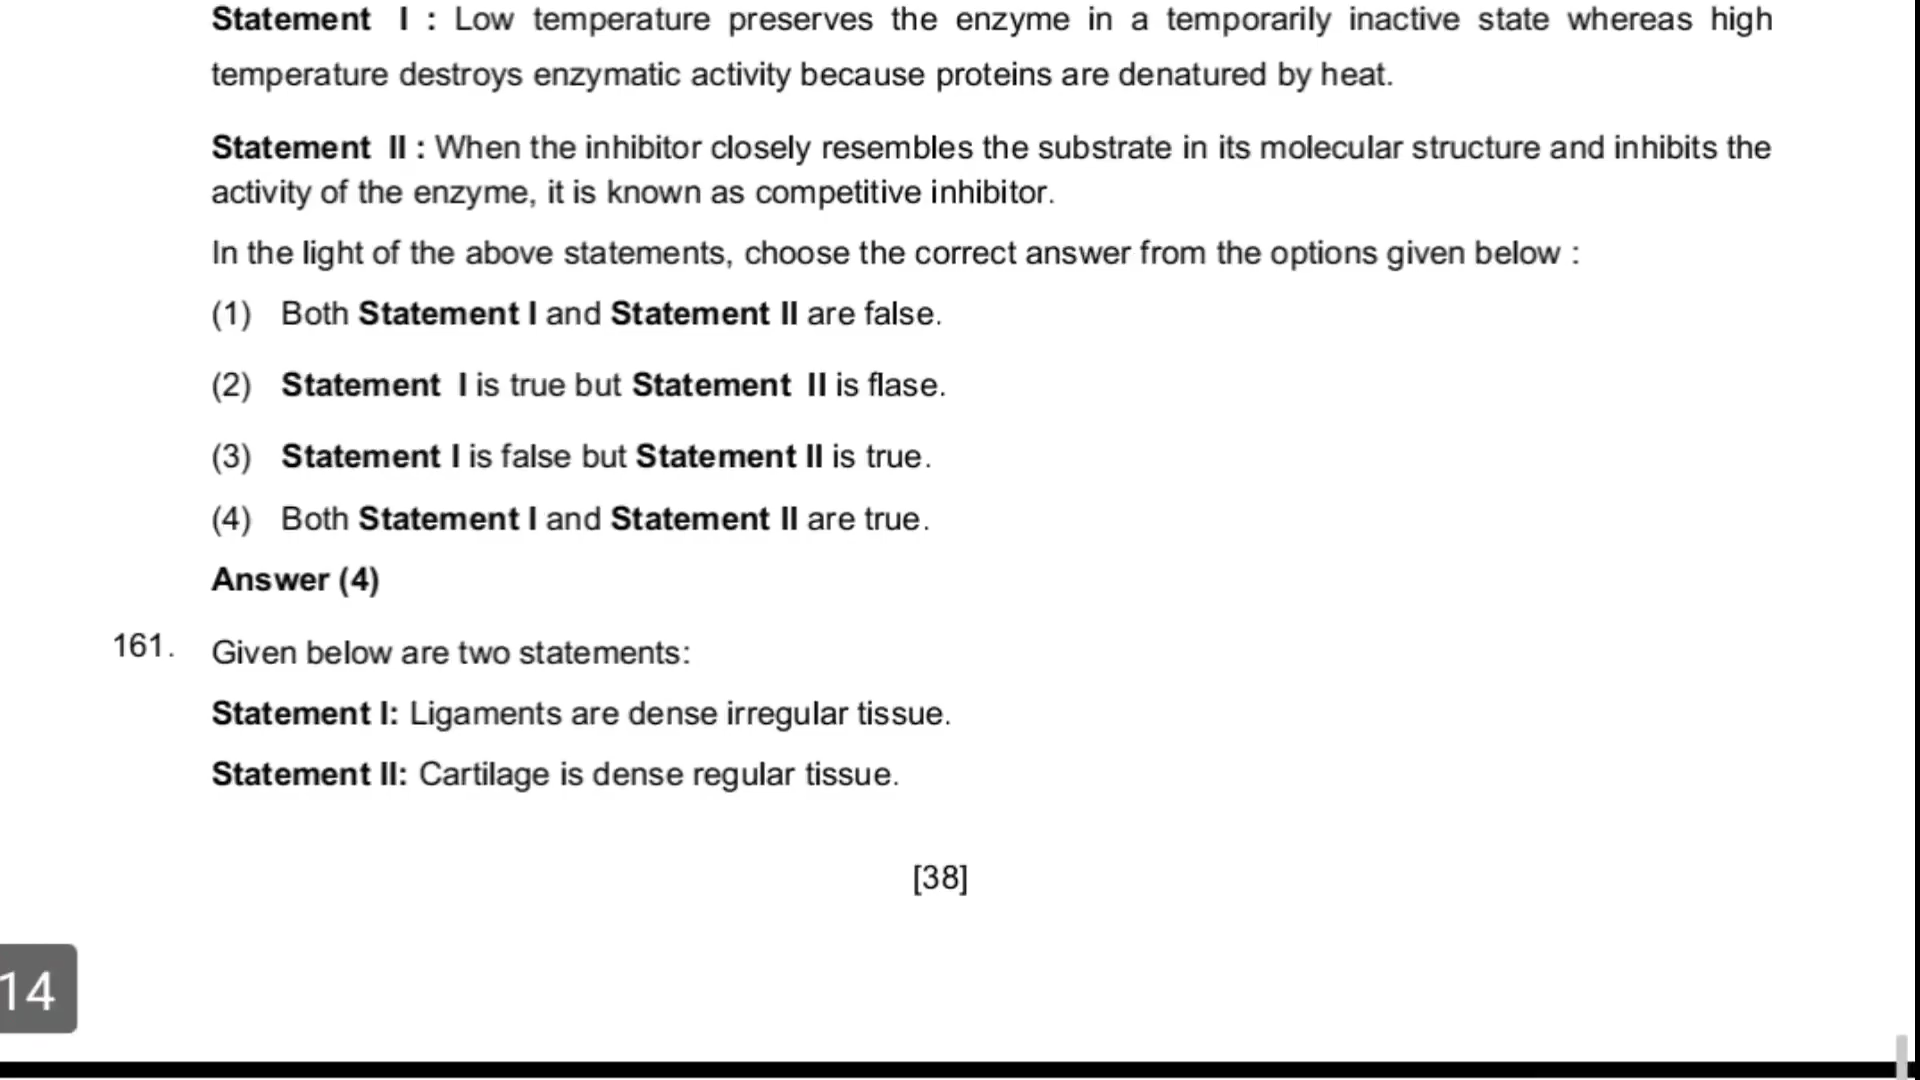 Statement I : Low temperature preserves the enzyme in a temporarily inactive state whereas high
temperature destroys enzymatic activity because proteins are denatured by heat.
Statement II : When the inhibitor closely resembles the substrate in its molecular structure and inhibits the
activity of the enzyme, it is known as competitive inhibitor.
In the light of the above statements, choose the correct answer from the options given below :
(1) Both Statement I and Statement II are false.
(2) Statement I is true but Statement II is flase.
(3) Statement I is false but Statement II is true.
(4) Both Statement I and Statement II are true.
Answer (4)
161. Given below are two statements:
Statement I: Ligaments are dense irregular tissue.
Statement II: Cartilage is dense regular tissue.
[38]
14